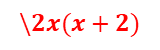 \2x(x + 2)